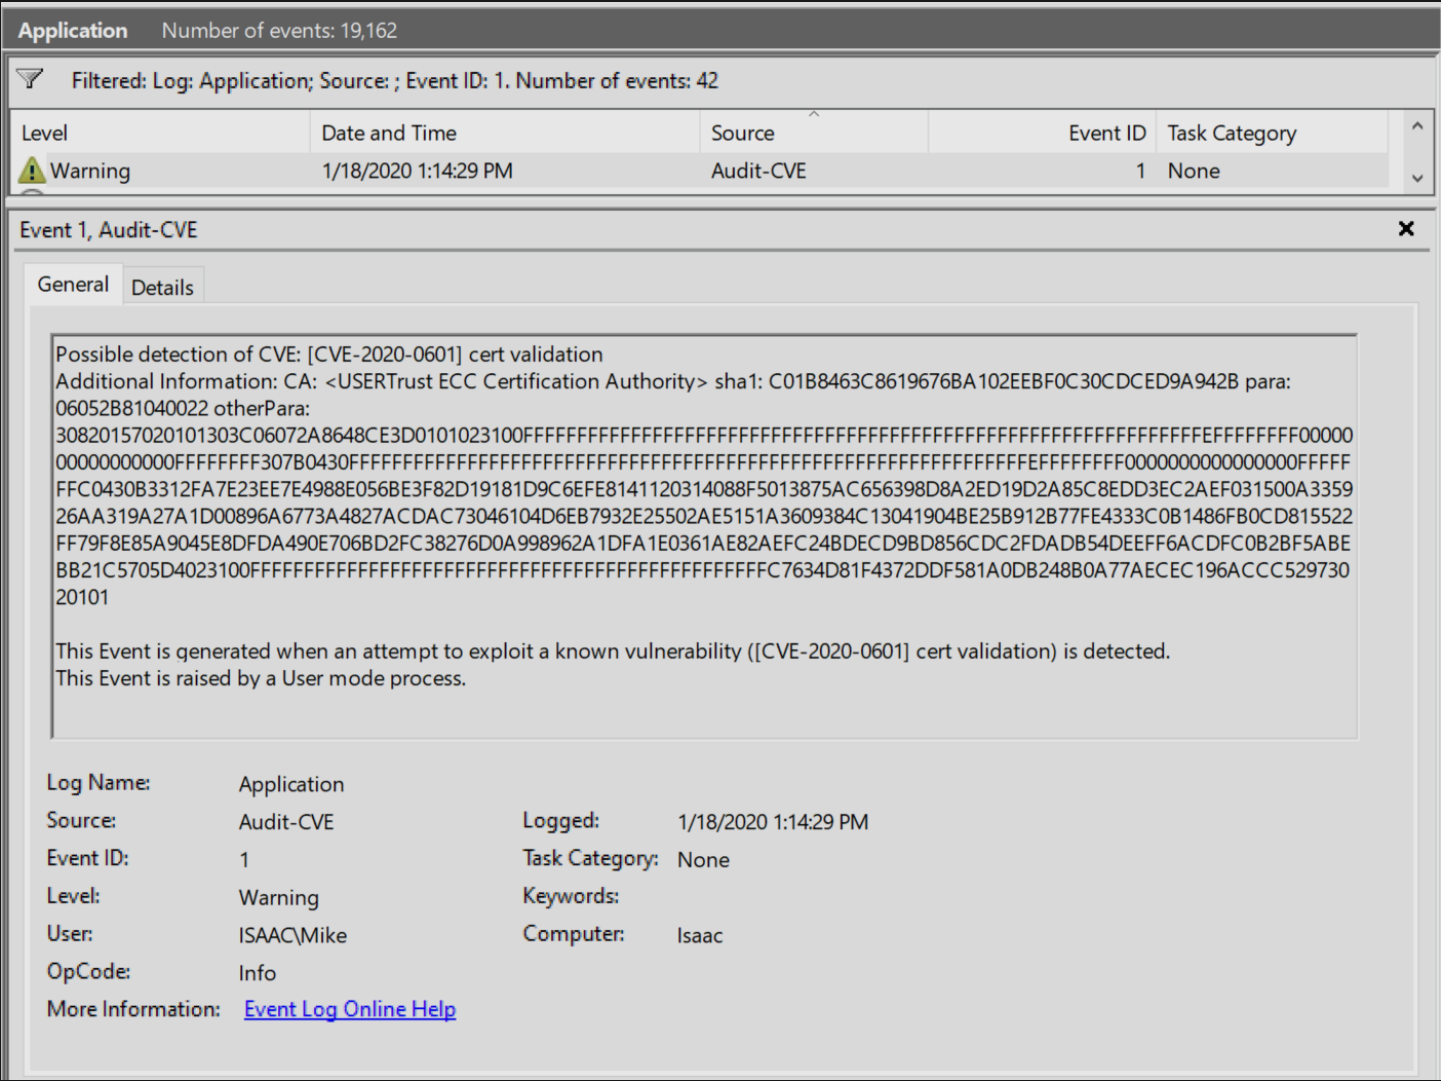 Application Number of events: 19,162
Filtered: Log: Application; Source: ; Event ID: 1. Number of events: 42
Level Date and Time Source Event ID Task Category
Warning 1/18/2020 1:14:29 PM Audit-CVE 1 None
Event 1, Audit-CVE
General Details
Possible detection of CVE: [CVE-2020-0601] cert validation
Additional Information: CA: <USERTrust ECC Certification Authority> sha1: C01B8463C8619676BA102EEBF0C30CDCED9A942B para:
06052B81040022 otherPara:
30820157020101303C06072A8648CE3D0101023100FFFFFFFFFFFFFFFFFFFFFFFFFFFFFFFFFFFFFFFFFFFFFFFFFFFFFFFFFFFFFFFEFFFFFFFF00000
00000000000FFFFFFFF307B0430FFFFFFFFFFFFFFFFFFFFFFFFFFFFFFFFFFFFFFFFFFFFFFFFFFFFFFFFFFFFFFFEFFFFFFFF0000000000000000FFFFF
FFC0430B3312FA7E23EE7E4988E056BE3F82D19181D9C6EFE8141120314088F5013875AC656398D8A2ED19D2A85C8EDD3EC2AEF031500A3359
26AA319A27A1D00896A6773A4827ACDAC73046104D6EB7932E25502AE5151A3609384C13041904BE25B912B77FE4333C0B1486FB0CD815522
FF79F8E85A9045E8DFDA490E706BD2FC38276D0A998962A1DFA1E0361AE82AEFC24BDECD9BD856CDC2FDADB54DEEFF6ACDFC0B2BF5ABE
BB21C5705D4023100FFFFFFFFFFFFFFFFFFFFFFFFFFFFFFFFFFFFFFFFFFFFFFFFC7634D81F4372DDF581A0DB248B0A77AECEC196ACCC529730
20101
This Event is generated when an attempt to exploit a known vulnerability ([CVE-2020-0601] cert validation) is detected.
This Event is raised by a User mode process.
Log Name: Application
Source: Audit-CVE Logged: 1/18/2020 1:14:29 PM
Event ID: 1 Task Category: None
Level: Warning Keywords:
User: ISAAC\Mike Computer: Isaac
OpCode: Info
More Information: Event Log Online Help